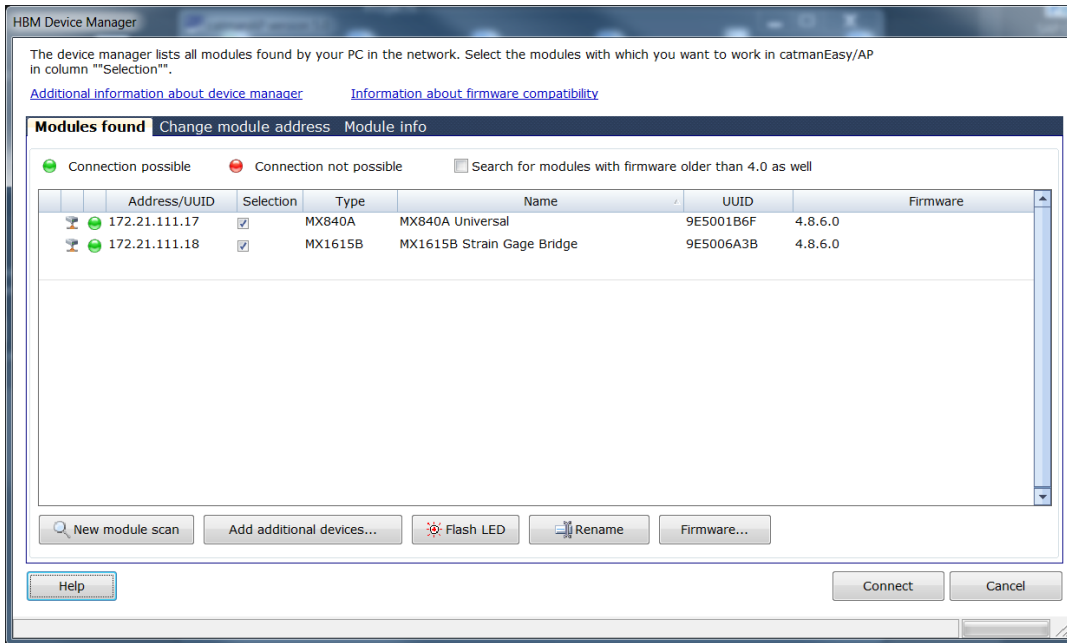 HBM Device Manager
The device manager lists all modules found by your PC in the network. Select the modules with which you want to work in catmanEasy/AP
in column ""Selection"".
Additional information about device manager Information about firmware compatibility
Modules found Change module address Module info
Connection possible Connection not possible Search for modules with firmware older than 4.0 as well
Address/UUID Selection Type Name UUID Firmware
172.21.111.17 MX840A MX840A Universal 9E5001B6F 4.8.6.0
172.21.111.18 MX1615B MX1615B Strain Gage Bridge 9E5006A3B 4.8.6.0
New module scan Add additional devices... Flash LED Rename Firmware...
Help Connect Cancel